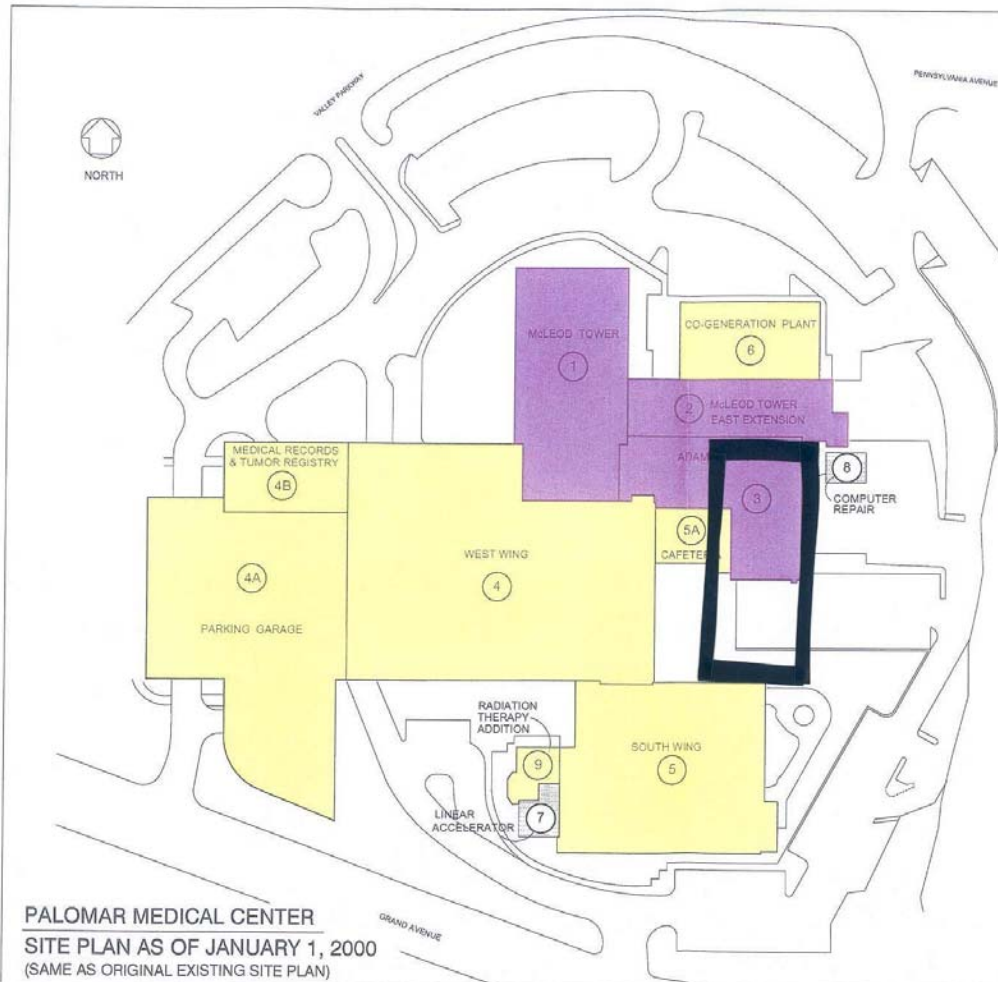 VALLEY PARKWAY
PENNSYLVANIA AVENUE
NORTH
McLEOD TOWER
1
CO-GENERATION PLANT
6
2
McLEOD TOWER
EAST EXTENSION
MEDICAL RECORDS
& TUMOR REGISTRY
4B
3
8
COMPUTER
REPAIR
5A
WEST WING
4
4A
PARKING GARAGE
RADIATION
THERAPY
ADDITION
9
SOUTH WING
5
LINEAR
ACCELERATOR
7
PALOMAR MEDICAL CENTER
SITE PLAN AS OF JANUARY 1, 2000
(SAME AS ORIGINAL EXISTING SITE PLAN)
GRAND AVENUE